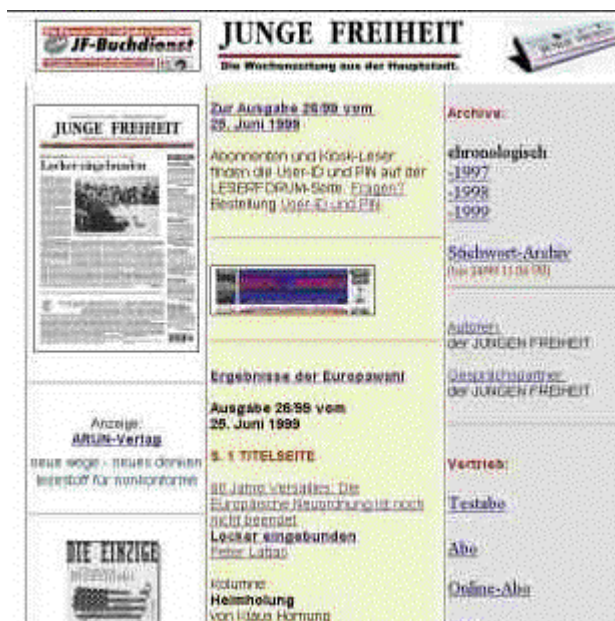 JF-Buchdienst
JUNGE FREIHEIT
Die Wochenzeitung aus der Hauptstadt.
JUNGE FREIHEIT
Locker eingebunden
Anzeige:
ARUN-Verlag
neue wege - neues denken
lesestoff für nonkonforme
DIE EINZIGE
Zur Ausgabe 26/99 vom
25. Juni 1999
Abonnenten und Kiosk-Leser
finden die User-ID und PIN auf der
LESERFORUM-Seite. Fragen?
Bestellung User-ID und PIN
Ergebnisse der Europawahl
Ausgabe 26/99 vom
25. Juni 1999
S. 1 TITELSEITE
80 Jahre Versailles: Die
Europäische Neuordnung ist noch
nicht beendet
Locker eingebunden
Peter Lattas
Kolumne
Heimholung
von Klaus Hornung
Archive:
chronologisch
-1997
-1998
-1999
Stichwort-Archiv
Autoren
der JUNGEN FREIHEIT
Gesprächspartner
der JUNGEN FREIHEIT
Vertrieb:
Testabo
Abo
Online-Abo